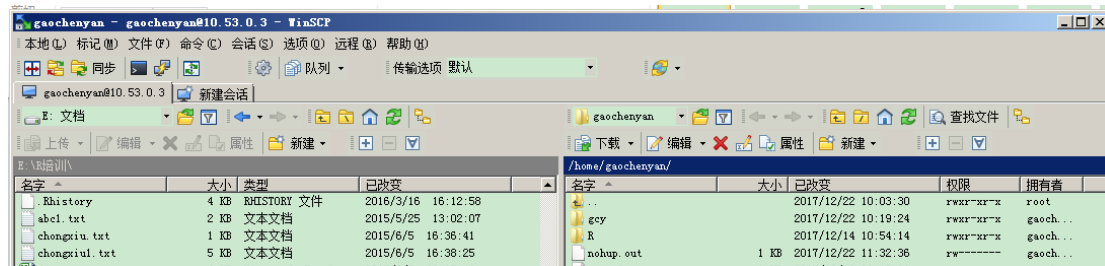 gaochenyan - gaochenyan@10.53.0.3 - WinSCP
本地(L) 标记(M) 文件(F) 命令(C) 会话(S) 选项(O) 远程(R) 帮助(H)
同步 队列 传输选项 默认
gaochenyan@10.53.0.3 新建会话
E: 文档 gaochenyan 查找文件
上传 编辑 属性 新建 下载 编辑 属性 新建
E:\R培训\ /home/gaochenyan/
名字 大小 类型 已改变 名字 大小 已改变 权限 拥有者
.Rhistory 4 KB RHISTORY 文件 2016/3/16 16:12:58 .. 2017/12/22 10:03:30 rwxr-xr-x root
abc1.txt 2 KB 文本文档 2015/5/25 13:02:07 gcy 2017/12/22 10:19:24 rwxr-xr-x gaoch...
chongxiu.txt 1 KB 文本文档 2015/6/5 16:36:41 R 2017/12/14 10:54:14 rwxr-xr-x gaoch...
chongxiu1.txt 5 KB 文本文档 2015/6/5 16:38:25 nohup.out 1 KB 2017/12/22 11:32:36 rw------- gaoch...